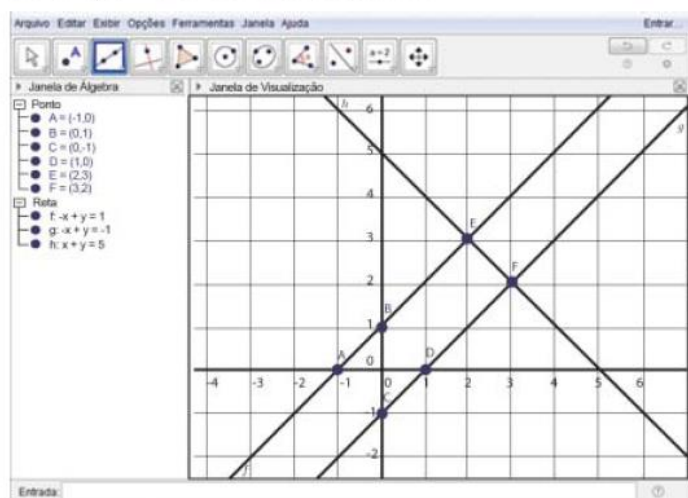 Arquivo Editar Exibir Opções Ferramentas Janela Ajuda Entrar...
A
a=2
Janela de Álgebra
Janela de Visualização
Ponto
A = (-1,0)
B = (0,1)
C = (0,-1)
D = (1,0)
E = (2,3)
F = (3,2)
Reta
f: -x + y = 1
g: -x + y = -1
h: x + y = 5
h
6
g
5
4
3
E
2
F
1
B
A
0
D
-4 -3 -2 -1 0 1 2 3 4 5 6
C
-1
-2
f
Entrada: